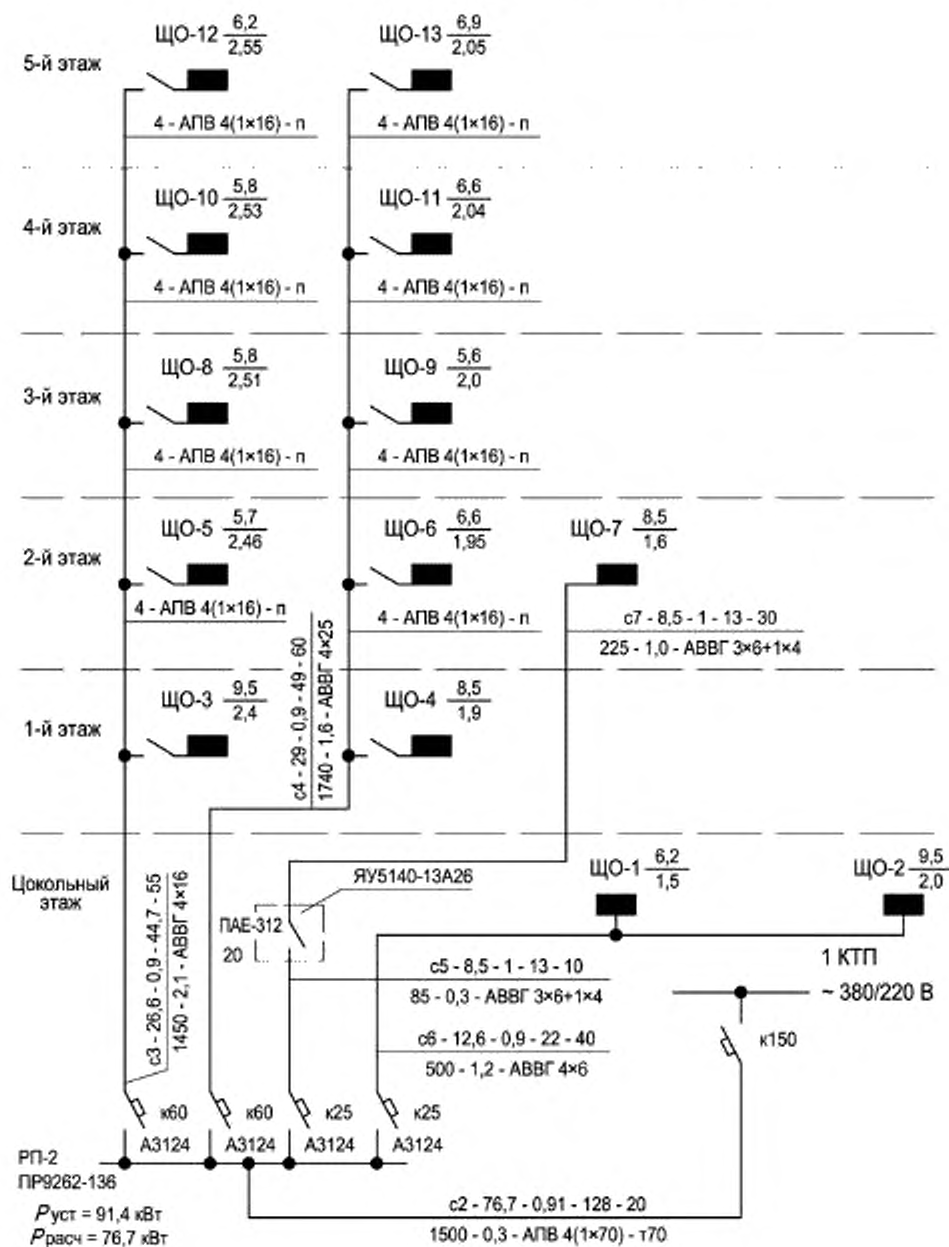 5-й этаж
ЩО-12 6,2
2,55
ЩО-13 6,9
2,05
4 - АПВ 4(1×16) - п
4 - АПВ 4(1×16) - п
4-й этаж
ЩО-10 5,8
2,53
ЩО-11 6,6
2,04
4 - АПВ 4(1×16) - п
4 - АПВ 4(1×16) - п
3-й этаж
ЩО-8 5,8
2,51
ЩО-9 5,6
2,0
4 - АПВ 4(1×16) - п
4 - АПВ 4(1×16) - п
2-й этаж
ЩО-5 5,7
2,46
ЩО-6 6,6
1,95
ЩО-7 8,5
1,6
4 - АПВ 4(1×16) - п
4 - АПВ 4(1×16) - п
с7 - 8,5 - 1 - 13 - 30
225 - 1,0 - АВВГ 3×6+1×4
с4 - 29 - 0,9 - 49 - 60
1740 - 1,6 - АВВГ 4×25
1-й этаж
ЩО-3 9,5
2,4
ЩО-4 8,5
1,9
Цокольный
этаж
ЩО-1 6,2
1,5
ЩО-2 9,5
2,0
ЯУ5140-13А26
ПАЕ-312
20
с3 - 26,6 - 0,9 - 44,7 - 55
1450 - 2,1 - АВВГ 4×16
1 КТП
~ 380/220 В
с5 - 8,5 - 1 - 13 - 10
85 - 0,3 - АВВГ 3×6+1×4
с6 - 12,6 - 0,9 - 22 - 40
500 - 1,2 - АВВГ 4×6
к150
к60
к60
к25
к25
А3124
А3124
А3124
А3124
РП-2
ПР9262-136
Pуст = 91,4 кВт
Pрасч = 76,7 кВт
с2 - 76,7 - 0,91 - 128 - 20
1500 - 0,3 - АПВ 4(1×70) - т70